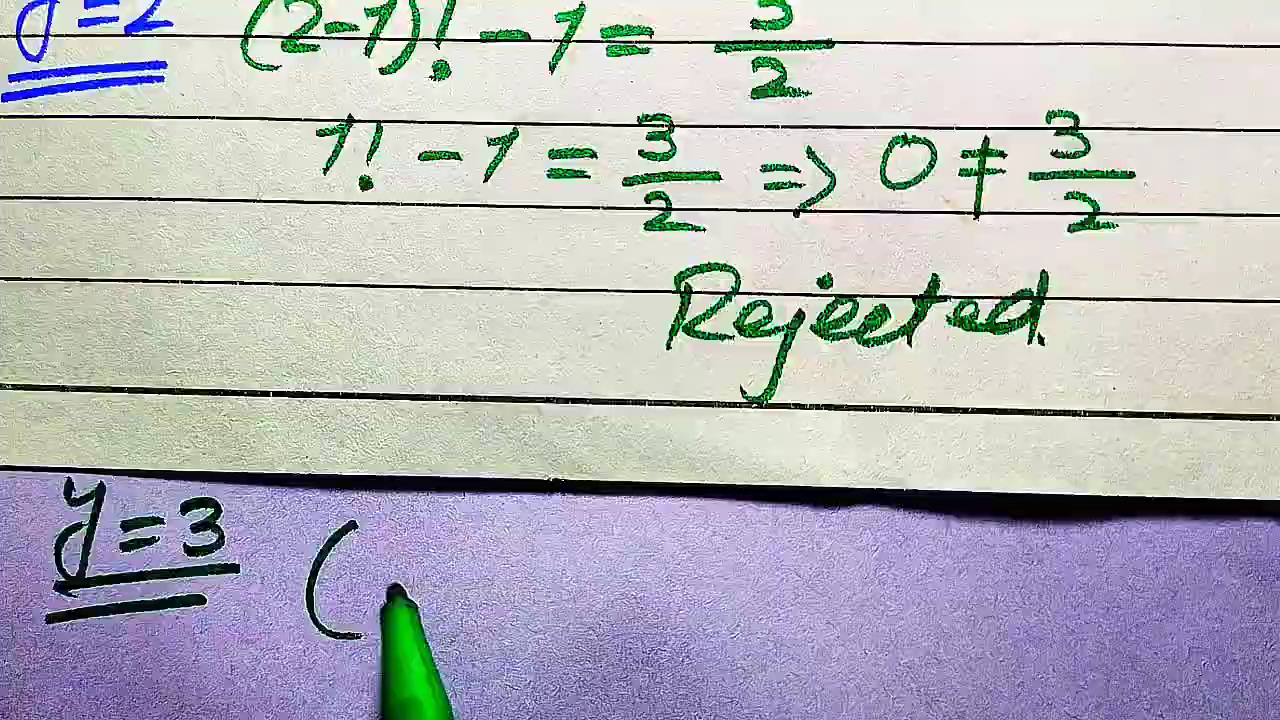 y=2 (2-1)! - 1 = 3/2
1! - 1 = 3/2 => 0 ≠ 3/2
Rejected.
y = 3 (